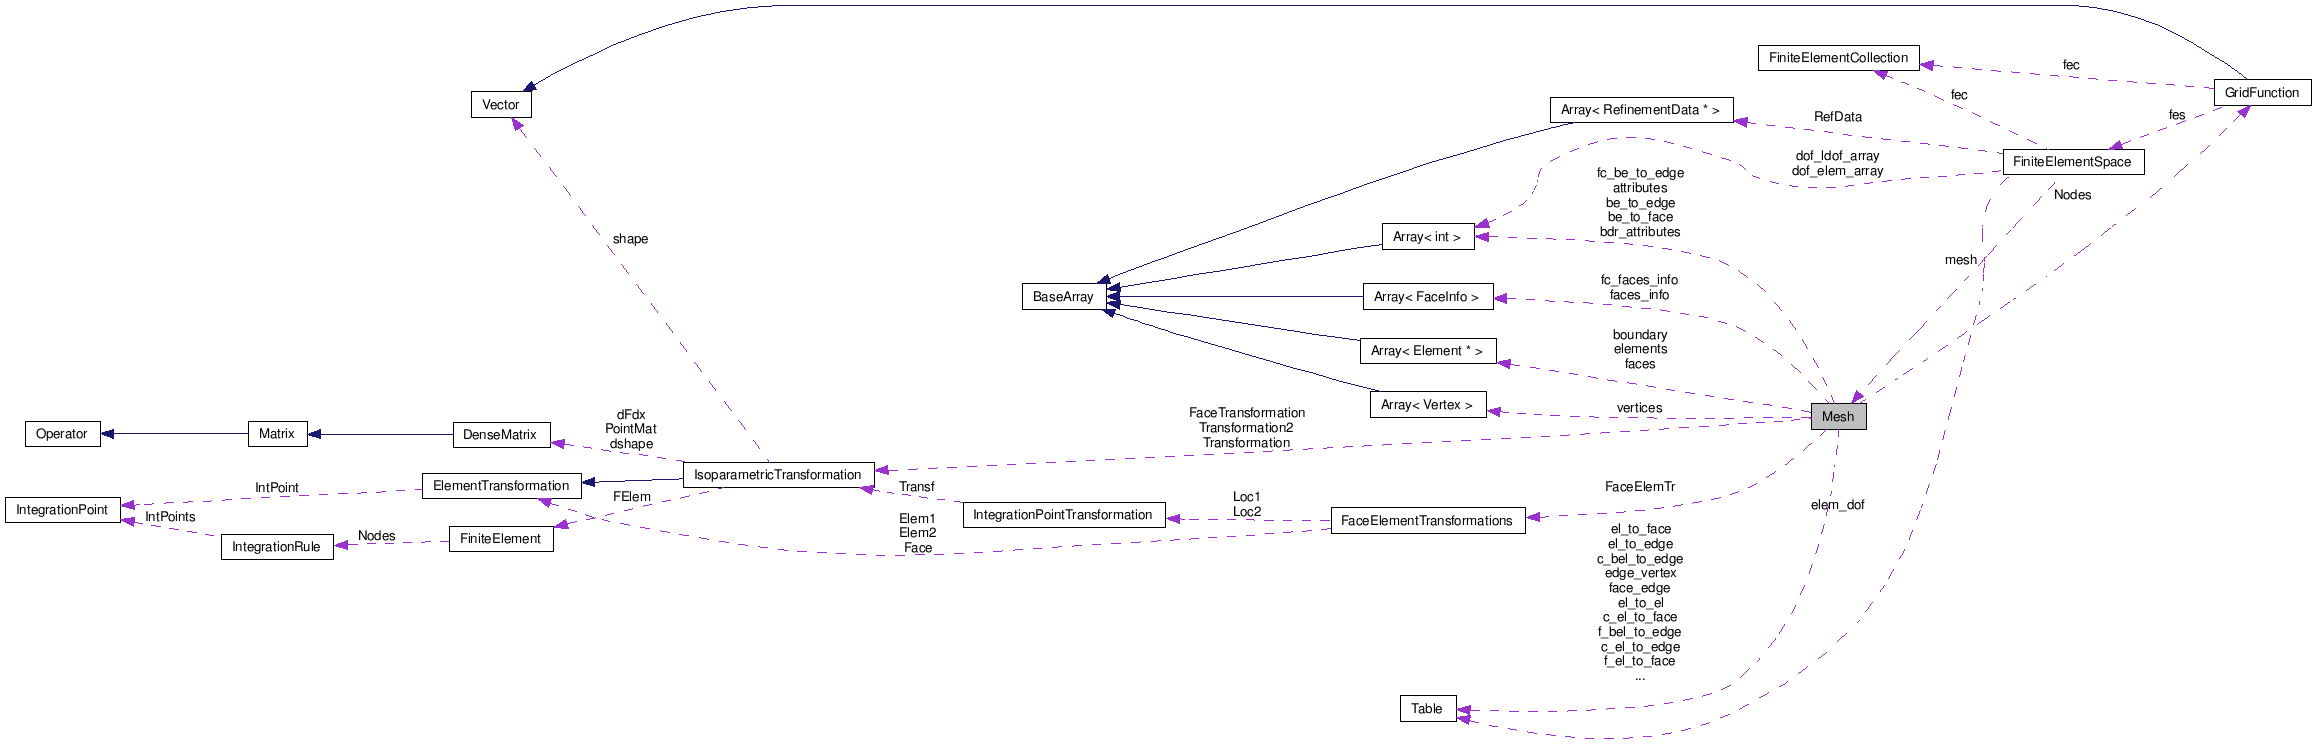 FiniteElementCollection
fec
GridFunction
Vector
Array< RefinementData * >
fec
RefData
fes
FiniteElementSpace
dof_ldof_array
dof_elem_array
fc_be_to_edge
attributes
be_to_edge
be_to_face
bdr_attributes
Nodes
shape
Array< int >
mesh
BaseArray
Array< FaceInfo >
fc_faces_info
faces_info
Array< Element * >
boundary
elements
faces
Array< Vertex >
vertices
Mesh
Operator
Matrix
DenseMatrix
dFdx
PointMat
dshape
FaceTransformation
Transformation2
Transformation
IsoparametricTransformation
ElementTransformation
IntPoint
IntegrationPoint
IntPoints
IntegrationRule
Nodes
FiniteElement
FElem
Transf
Elem1
Elem2
Face
IntegrationPointTransformation
Loc1
Loc2
FaceElementTransformations
FaceElemTr
elem_dof
el_to_face
el_to_edge
c_bel_to_edge
edge_vertex
face_edge
el_to_el
c_el_to_face
f_bel_to_edge
c_el_to_edge
f_el_to_face
...
Table